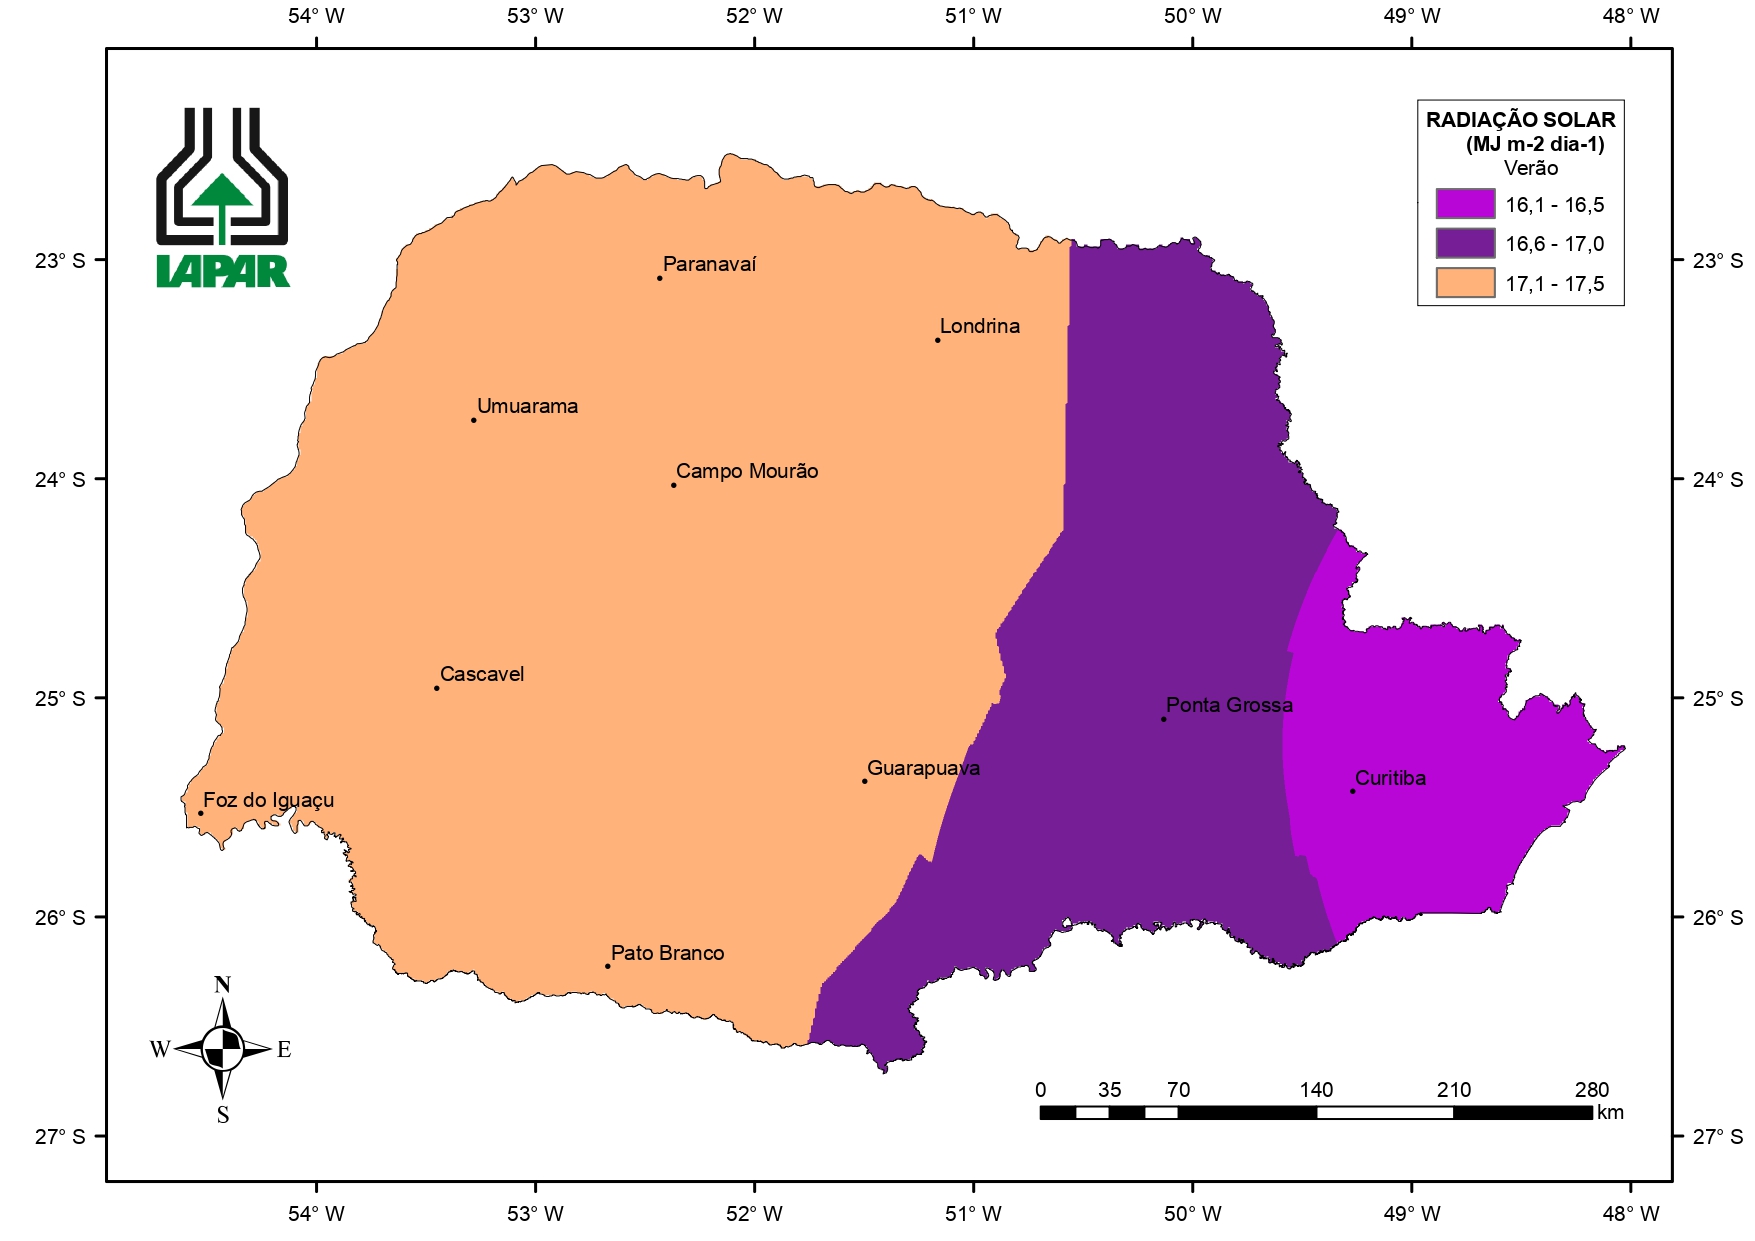 54° W 53° W 52° W 51° W 50° W 49° W 48° W
RADIAÇÃO SOLAR
(MJ m-2 dia-1)
Verão
16,1 - 16,5
16,6 - 17,0
17,1 - 17,5
IAPAR
23° S
23° S
Paranavaí
Londrina
Umuarama
Campo Mourão
24° S
24° S
Cascavel
25° S
25° S
Ponta Grossa
Guarapuava
Curitiba
Foz do Iguaçu
26° S
26° S
Pato Branco
N
W
E
S
0 35 70 140 210 280
km
27° S
27° S
54° W 53° W 52° W 51° W 50° W 49° W 48° W